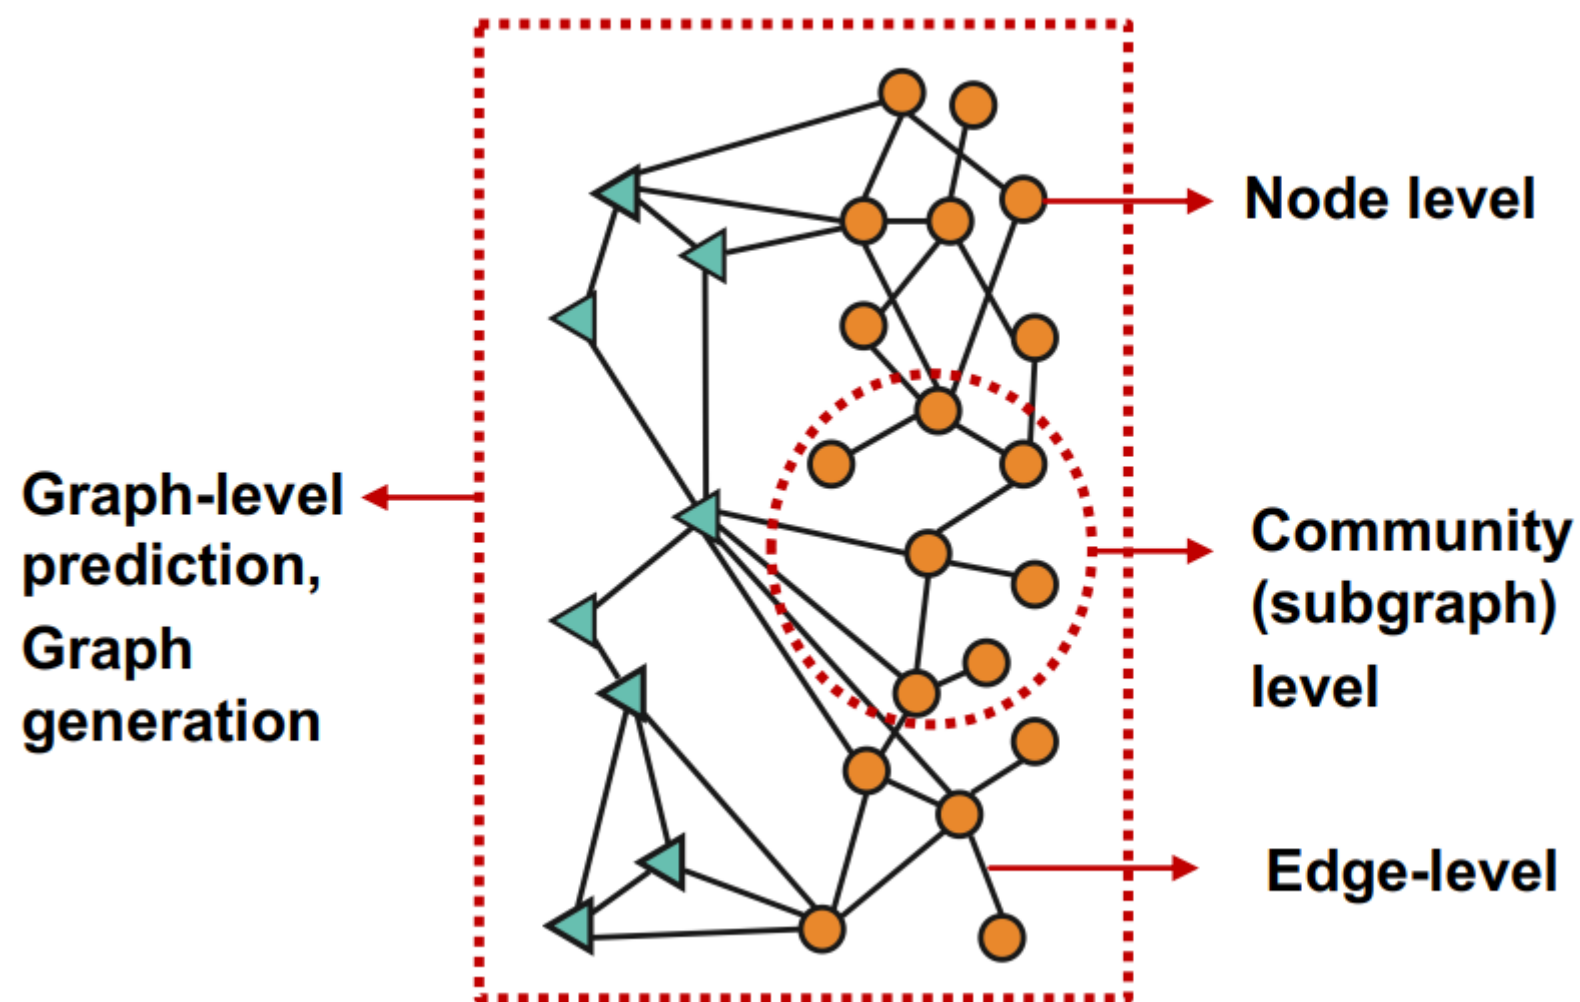 Node level
Graph-level
prediction,
Graph
generation
Community
(subgraph)
level
Edge-level